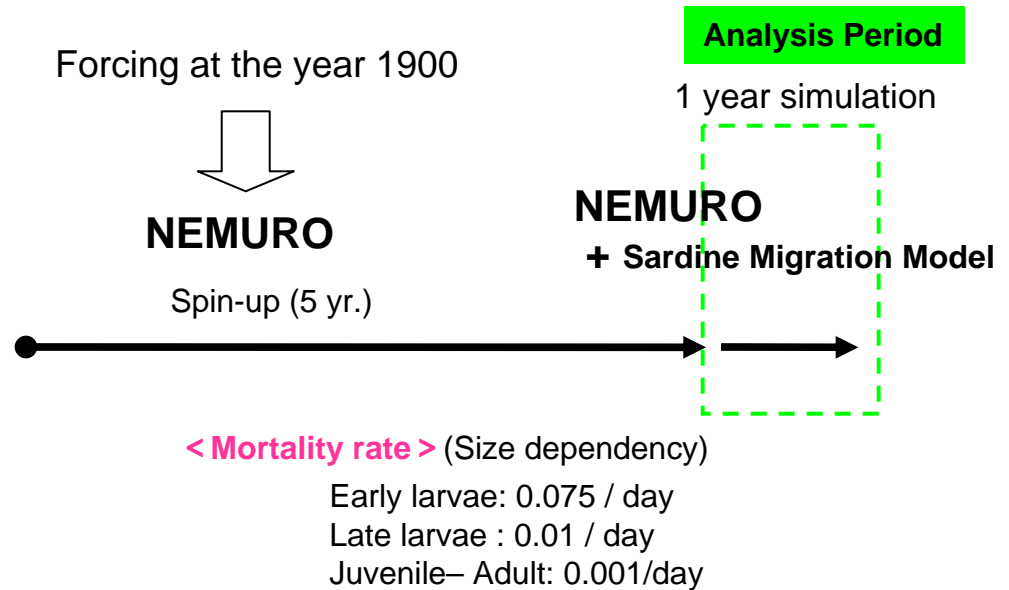 Analysis Period
Forcing at the year 1900
1 year simulation
NEMURO
NEMURO
+ Sardine Migration Model
Spin-up (5 yr.)
< Mortality rate > (Size dependency)
Early larvae: 0.075 / day
Late larvae : 0.01 / day
Juvenile– Adult: 0.001/day